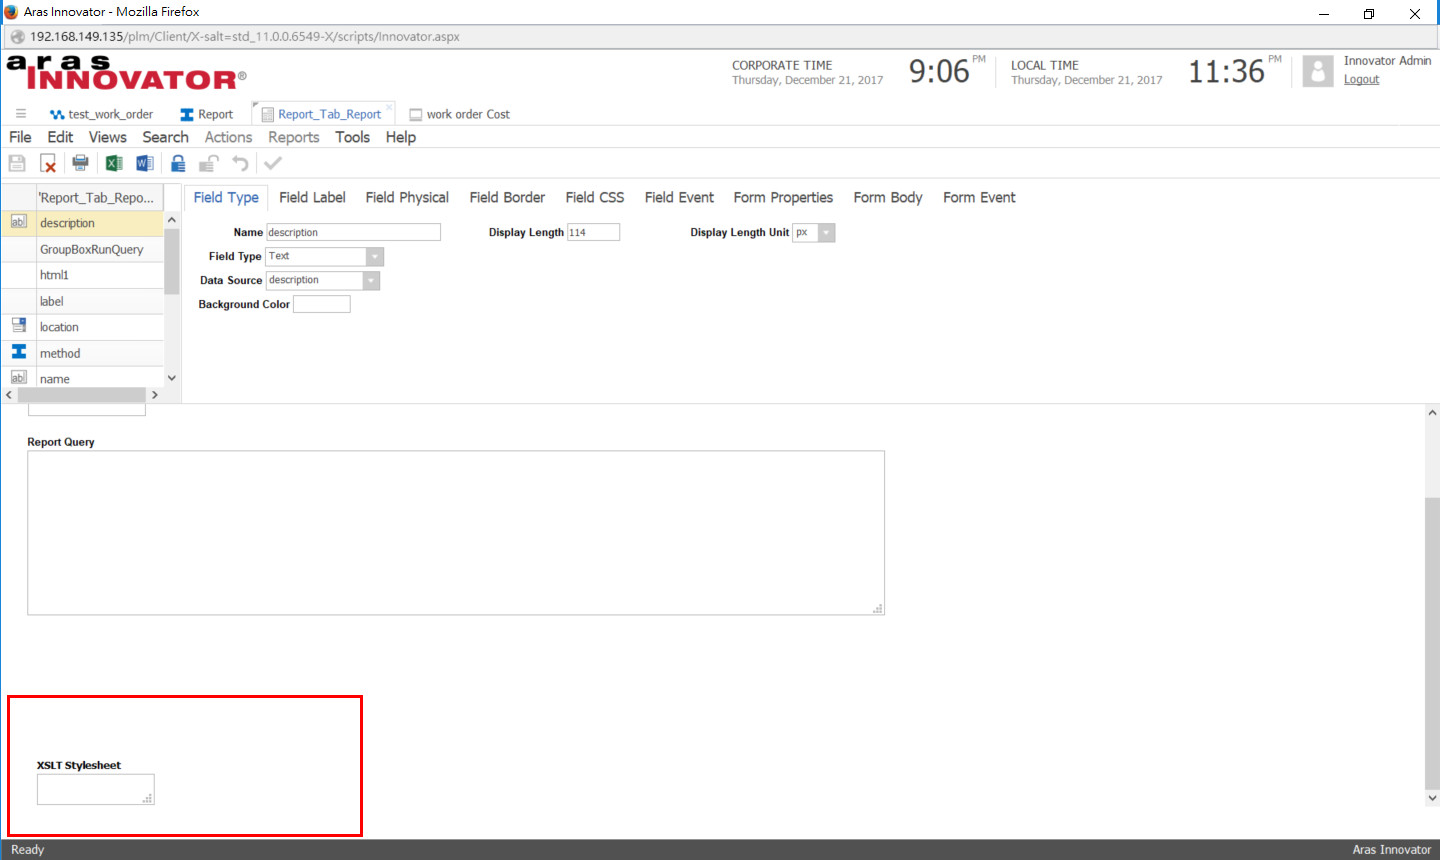 Aras Innovator - Mozilla Firefox
192.168.149.135/plm/Client/X-salt=std_11.0.0.6549-X/scripts/Innovator.aspx
aras
INNOVATOR®
CORPORATE TIME
Thursday, December 21, 2017
9:06 PM
LOCAL TIME
Thursday, December 21, 2017
11:36 PM
Innovator Admin
Logout
test_work_order Report Report_Tab_Report work order Cost
File Edit Views Search Actions Reports Tools Help
'Report_Tab_Repo...
description
GroupBoxRunQuery
html1
label
location
method
name
Field Type Field Label Field Physical Field Border Field CSS Field Event Form Properties Form Body Form Event
Name description Display Length 114 Display Length Unit px
Field Type Text
Data Source description
Background Color
Report Query
XSLT Stylesheet
Ready Aras Innovator